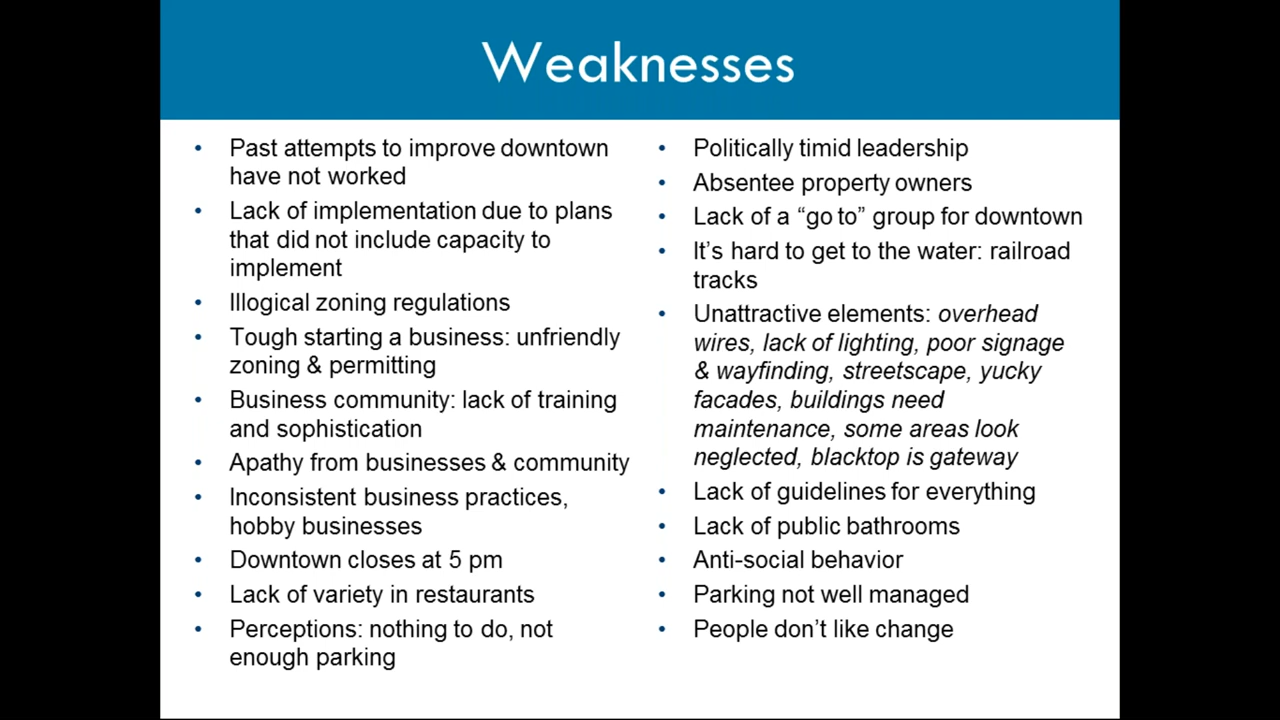 Weaknesses
• Past attempts to improve downtown
have not worked
• Lack of implementation due to plans
that did not include capacity to
implement
• Illogical zoning regulations
• Tough starting a business: unfriendly
zoning & permitting
• Business community: lack of training
and sophistication
• Apathy from businesses & community
• Inconsistent business practices,
hobby businesses
• Downtown closes at 5 pm
• Lack of variety in restaurants
• Perceptions: nothing to do, not
enough parking
• Politically timid leadership
• Absentee property owners
• Lack of a “go to” group for downtown
• It’s hard to get to the water: railroad
tracks
• Unattractive elements: overhead
wires, lack of lighting, poor signage
& wayfinding, streetscape, yucky
facades, buildings need
maintenance, some areas look
neglected, blacktop is gateway
• Lack of guidelines for everything
• Lack of public bathrooms
• Anti-social behavior
• Parking not well managed
• People don’t like change